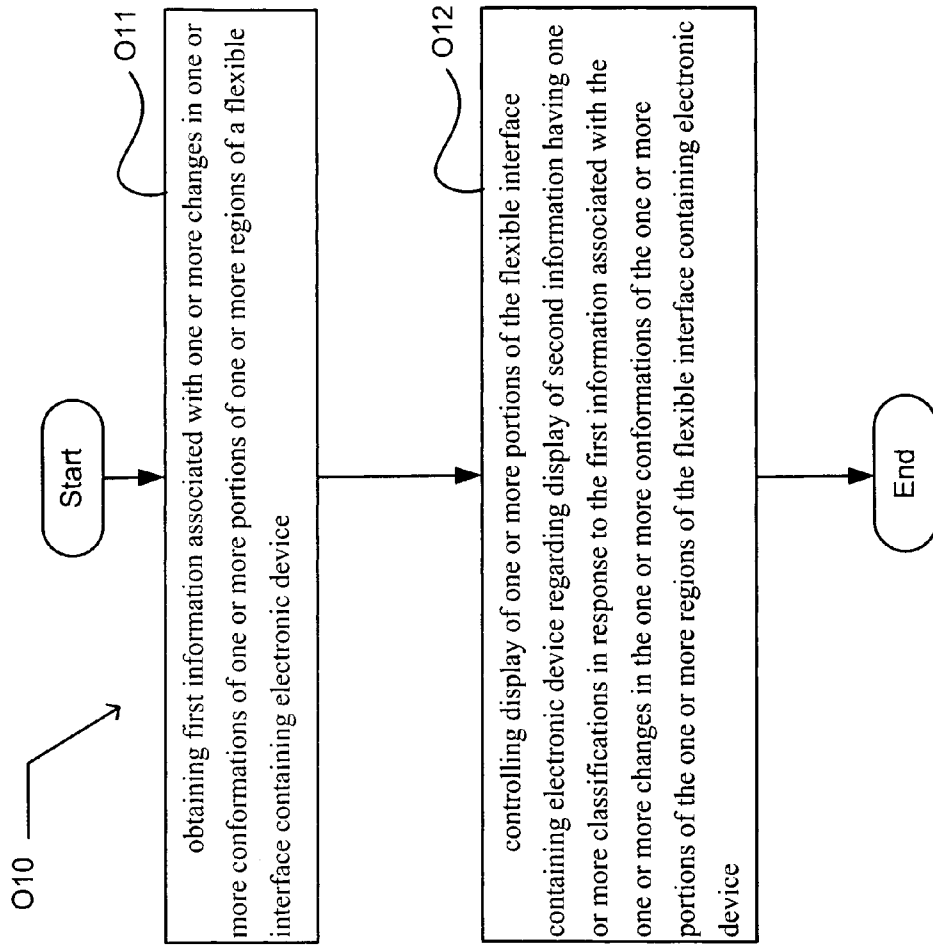 O10
Start
O11
obtaining first information associated with one or more changes in one or
more conformations of one or more portions of one or more regions of a flexible
interface containing electronic device
O12
controlling display of one or more portions of the flexible interface
containing electronic device regarding display of second information having one
or more classifications in response to the first information associated with the
one or more changes in the one or more conformations of the one or more
portions of the one or more regions of the flexible interface containing electronic
device
End